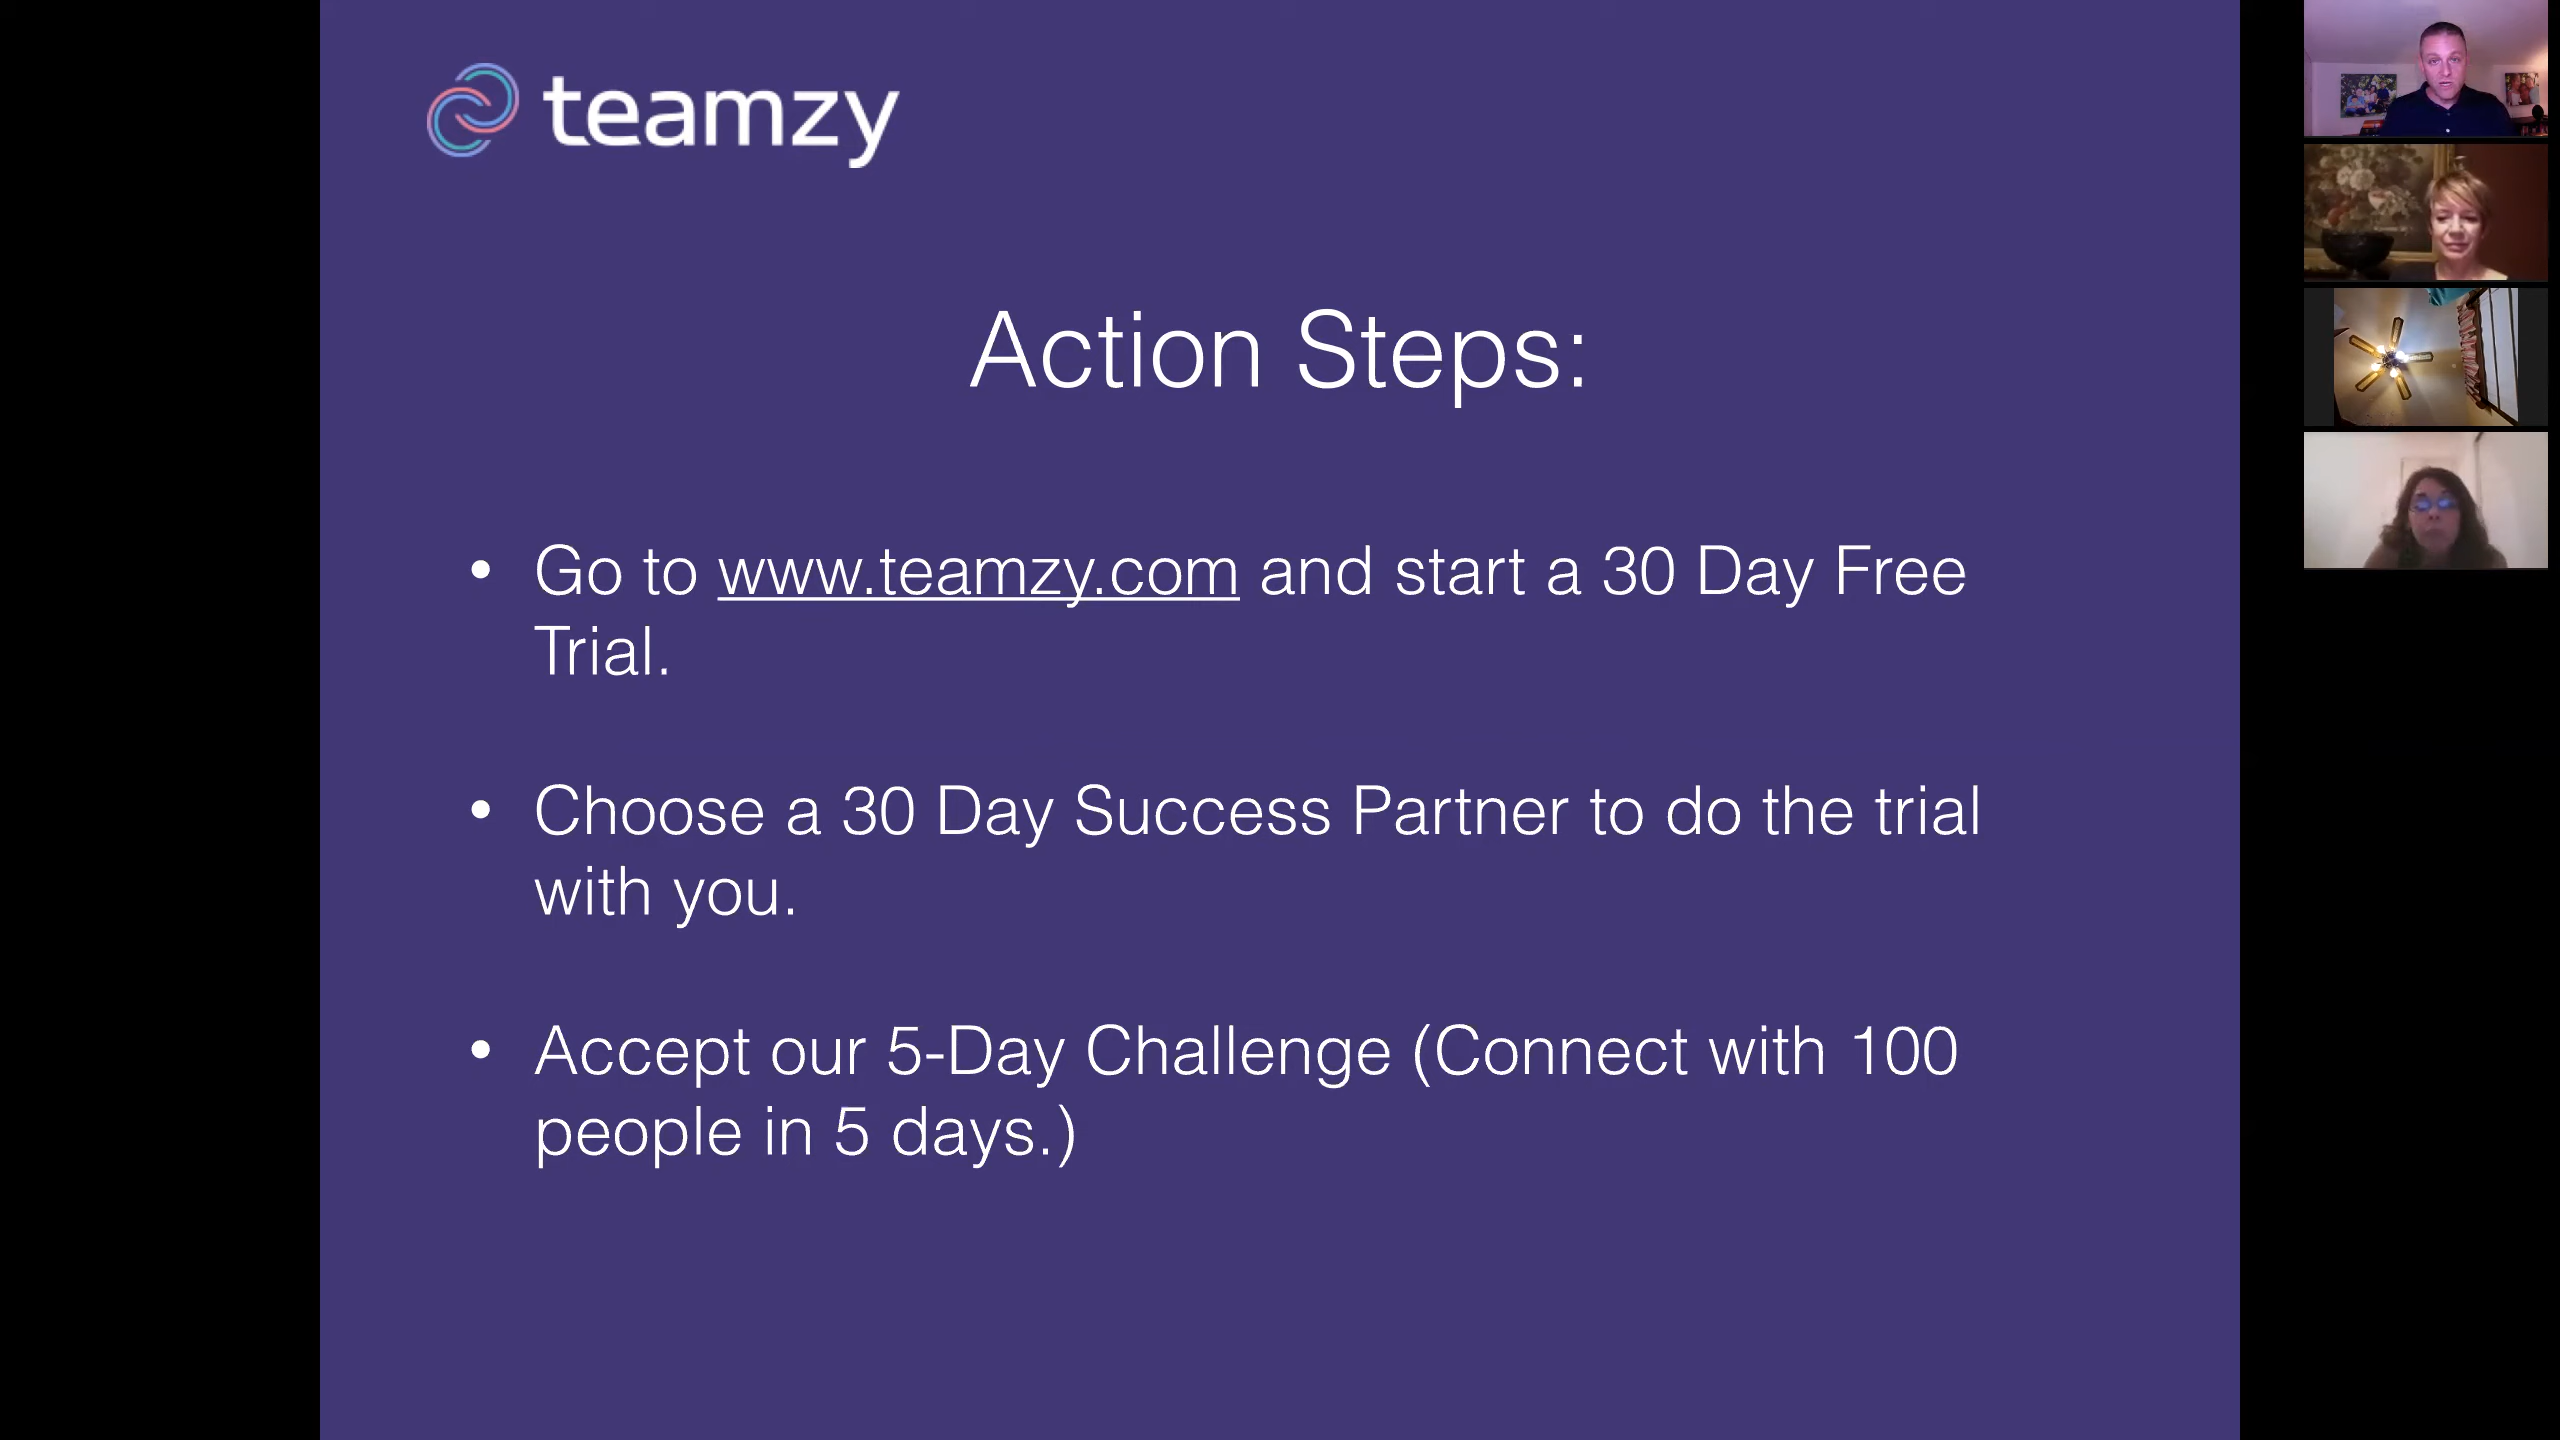 teamzy
Action Steps:
• Go to www.teamzy.com and start a 30 Day Free
Trial.
• Choose a 30 Day Success Partner to do the trial
with you.
• Accept our 5-Day Challenge (Connect with 100
people in 5 days.)